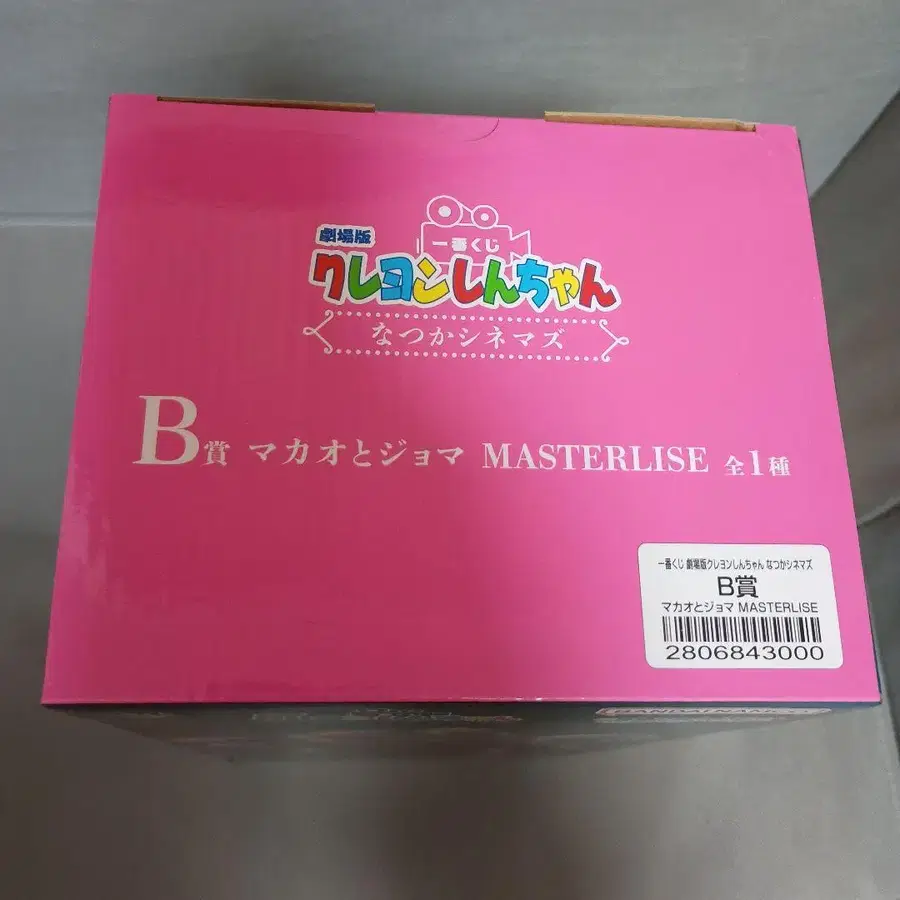 劇場版
一番くじ
クレヨンしんちゃん
なつかシネマズ
B賞 マカオとジョマ MASTERLISE 全1種
一番くじ 劇場版クレヨンしんちゃん なつかシネマズ
B賞
マカオとジョマ MASTERLISE
2806843000